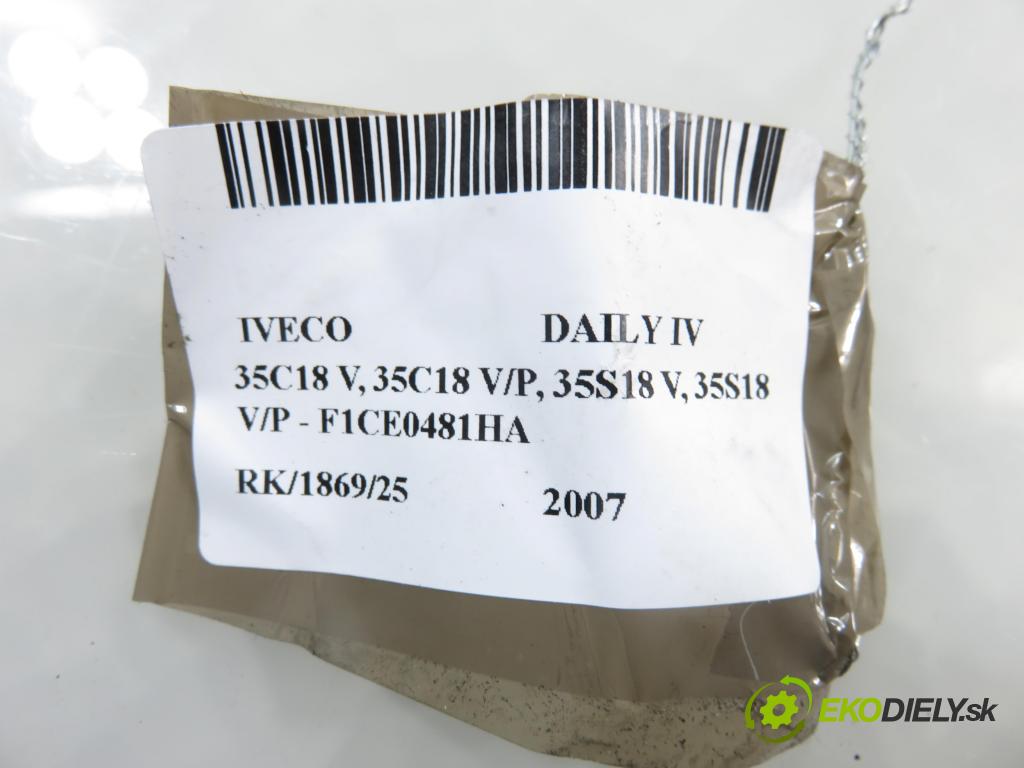 IVECO DAILY IV
35C18 V, 35C18 V/P, 35S18 V, 35S18
V/P - F1CE0481HA
RK/1869/25 2007
EKODIELY.sk